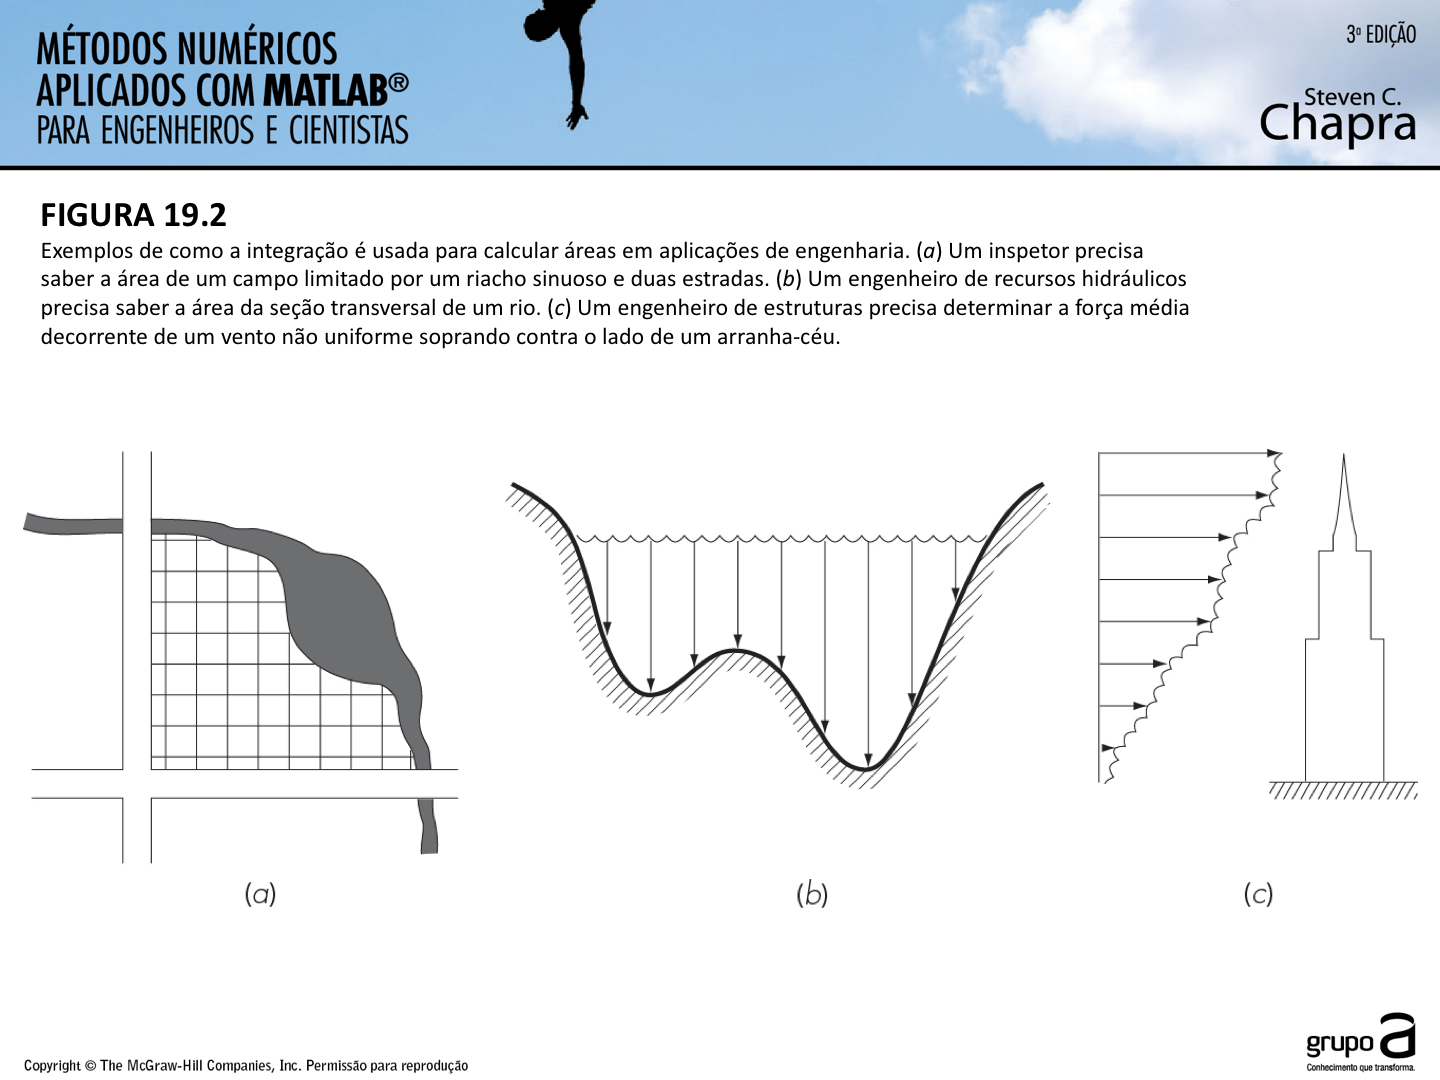 MÉTODOS NUMÉRICOS
APLICADOS COM MATLAB®
PARA ENGENHEIROS E CIENTISTAS
3ª EDIÇÃO
Steven C.
Chapra
FIGURA 19.2
Exemplos de como a integração é usada para calcular áreas em aplicações de engenharia. (a) Um inspetor precisa
saber a área de um campo limitado por um riacho sinuoso e duas estradas. (b) Um engenheiro de recursos hidráulicos
precisa saber a área da seção transversal de um rio. (c) Um engenheiro de estruturas precisa determinar a força média
decorrente de um vento não uniforme soprando contra o lado de um arranha-céu.
(a)
(b)
(c)
grupo a
Conhecimento que transforma.
Copyright © The McGraw-Hill Companies, Inc. Permissão para reprodução